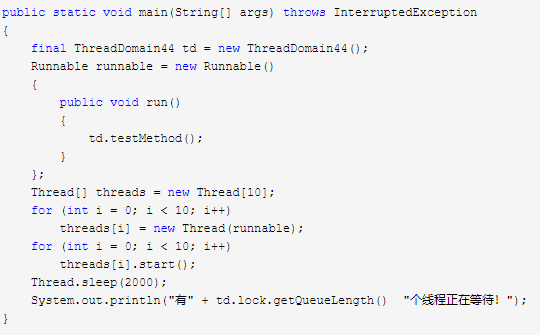 public static void main(String[] args) throws InterruptedException
{
    final ThreadDomain44 td = new ThreadDomain44();
    Runnable runnable = new Runnable()
    {
        public void run()
        {
            td.testMethod();
        }
    };
    Thread[] threads = new Thread[10];
    for (int i = 0; i < 10; i++)
        threads[i] = new Thread(runnable);
    for (int i = 0; i < 10; i++)
        threads[i].start();
    Thread.sleep(2000);
    System.out.println("有" + td.lock.getQueueLength()  "个线程正在等待！");
}